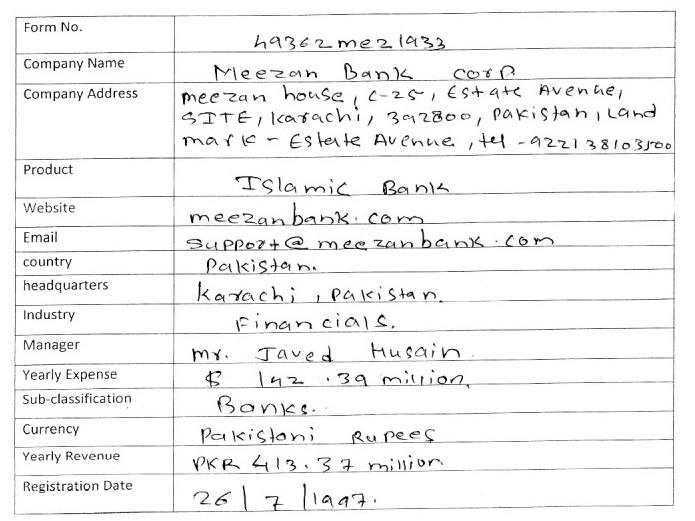 Form No.
49362mez1933
Company Name
Meezan Bank corp
Company Address
meezan house, C-25, Estate Avenue,
SITE, Karachi, 392800, Pakistan, Land
mark - Estate Avenue, tel - 922138103500
Product
Islamic Bank
Website
meezanbank.com
Email
support@meezanbank.com
country
Pakistan.
headquarters
Karachi, Pakistan.
Industry
Financials.
Manager
Mr. Javed Husain.
Yearly Expense
$ 142.39 million.
Sub-classification
Banks.
Currency
Pakistani Rupees
Yearly Revenue
PKR 413.37 million
Registration Date
26/7/1997.